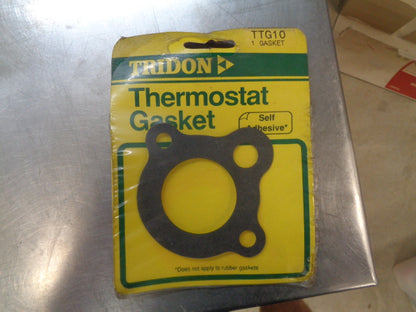 TTG10
1 GASKET
TRIDON
Thermostat
Gasket
Self
Adhesive*
*Does not apply to rubber gaskets